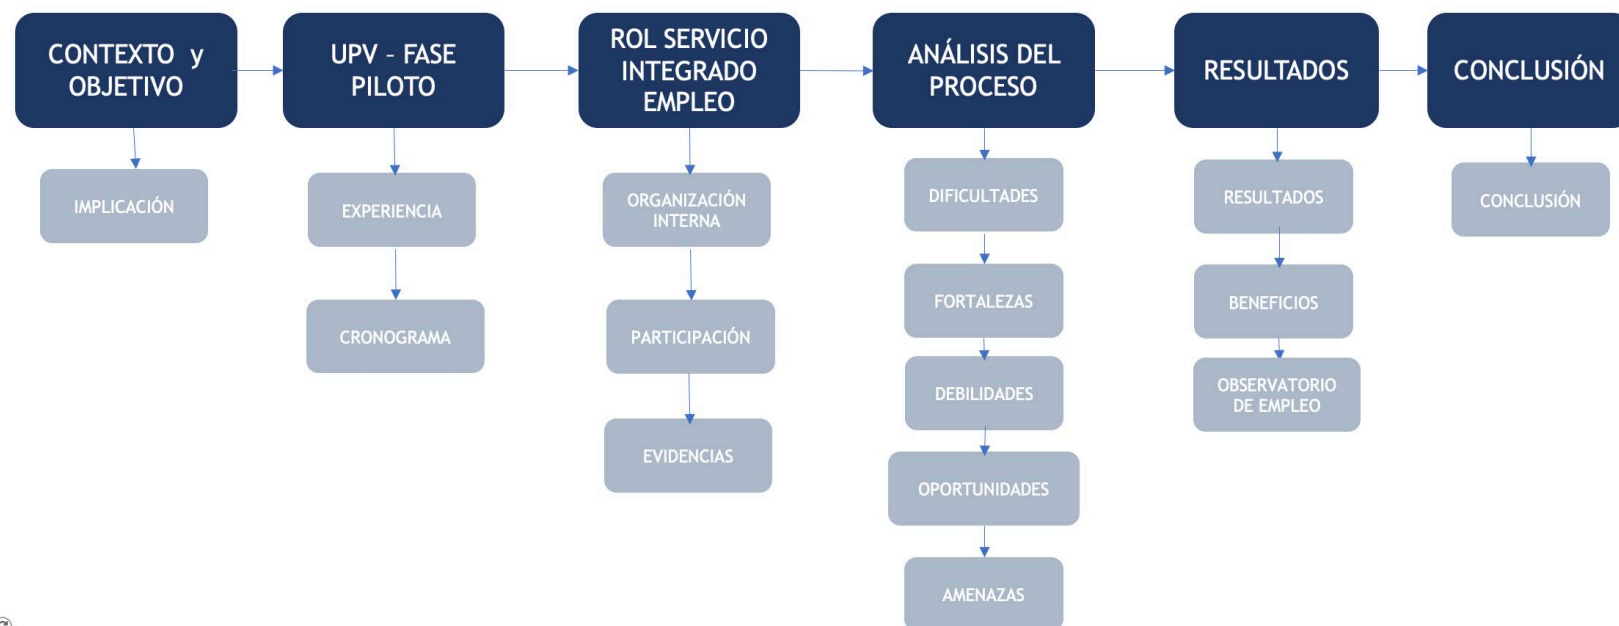 CONTEXTO y
OBJETIVO
UPV – FASE
PILOTO
ROL SERVICIO
INTEGRADO
EMPLEO
ANÁLISIS DEL
PROCESO
RESULTADOS
CONCLUSIÓN
IMPLICACIÓN
EXPERIENCIA
CRONOGRAMA
ORGANIZACIÓN
INTERNA
PARTICIPACIÓN
EVIDENCIAS
DIFICULTADES
FORTALEZAS
DEBILIDADES
OPORTUNIDADES
AMENAZAS
RESULTADOS
BENEFICIOS
OBSERVATORIO
DE EMPLEO
CONCLUSIÓN